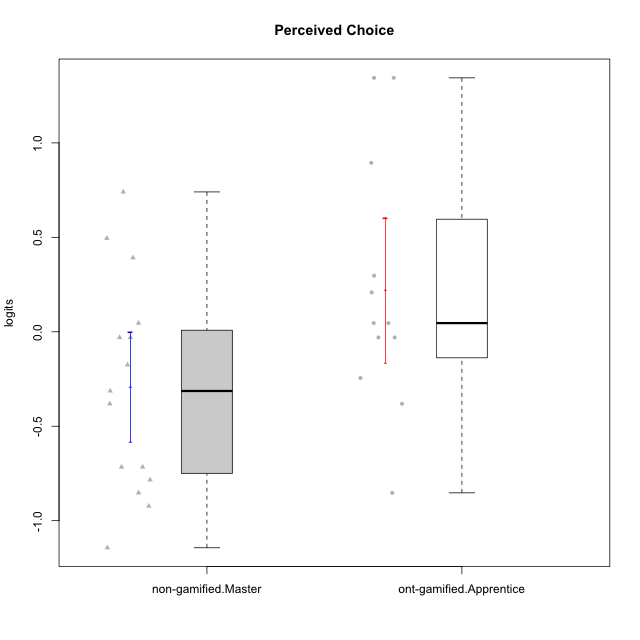 Perceived Choice
logits
1.0
0.5
0.0
-0.5
-1.0
non-gamified.Master
ont-gamified.Apprentice